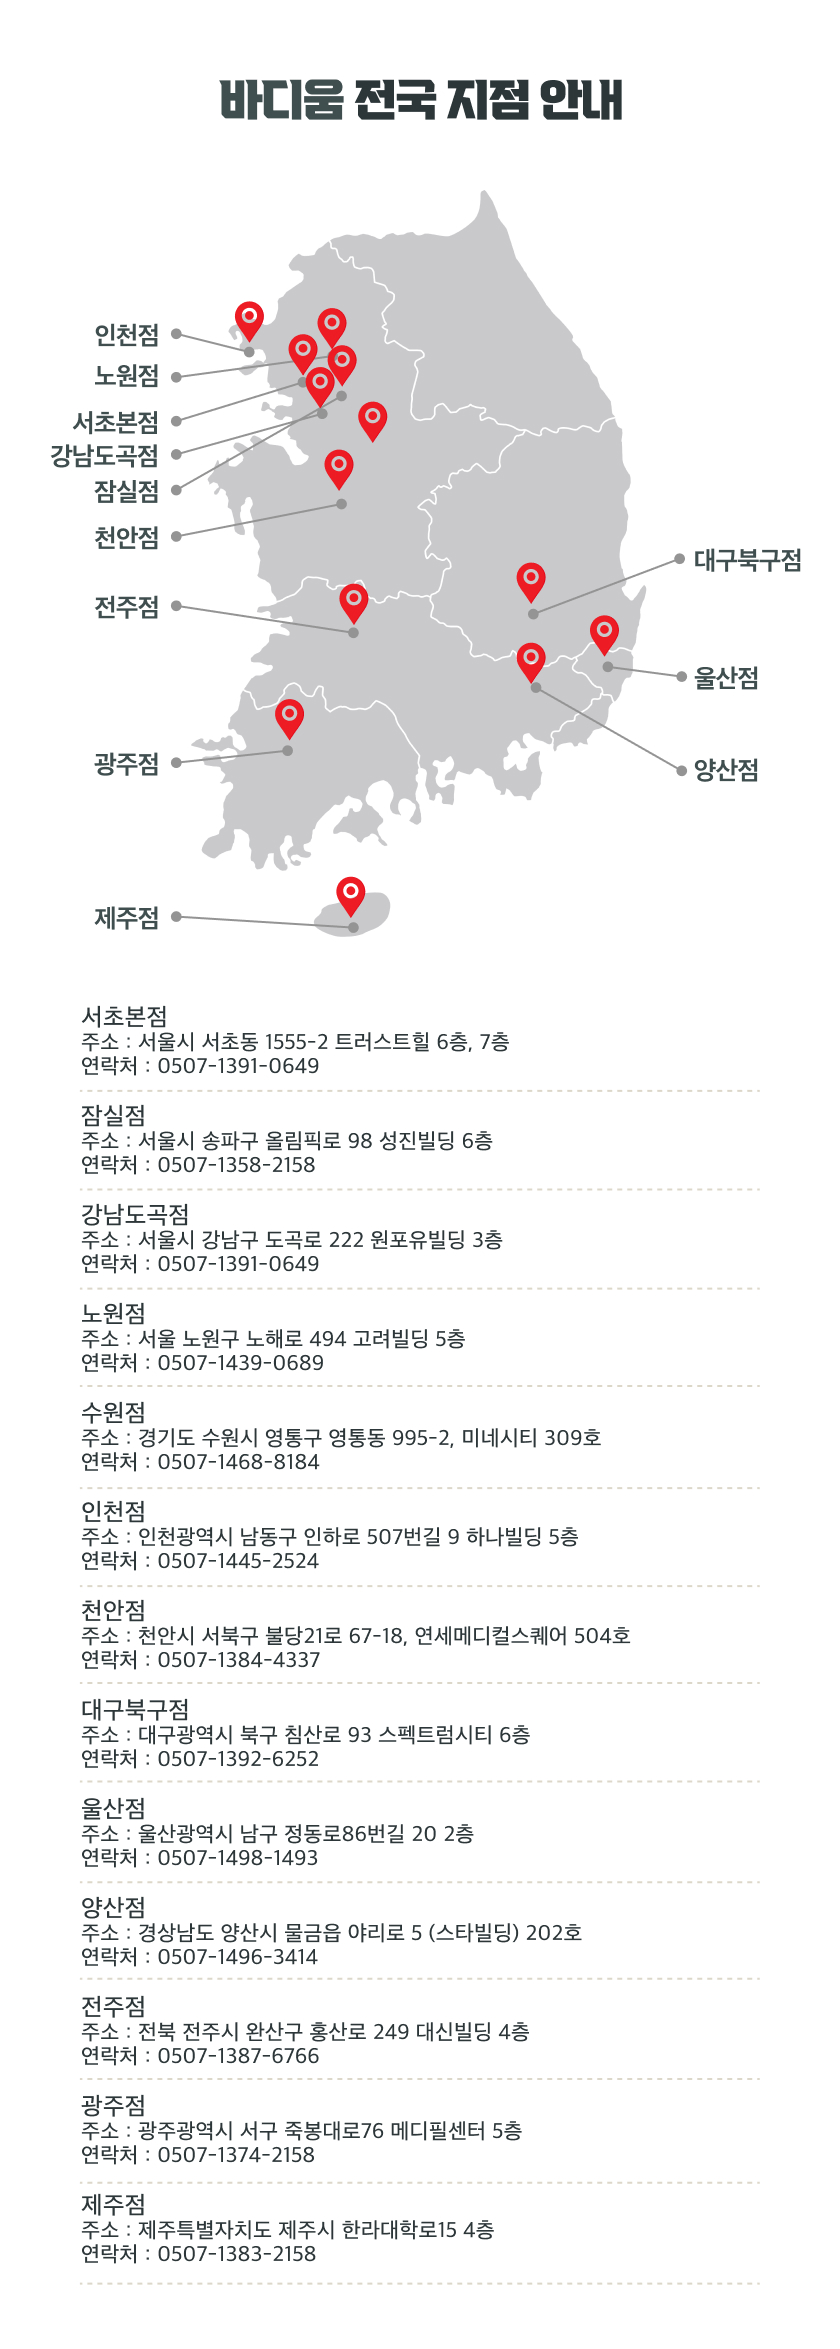 바디움 전국 지점 안내
인천점
노원점
서초본점
강남도곡점
잠실점
천안점
대구북구점
전주점
울산점
광주점
양산점
제주점
서초본점
주소 : 서울시 서초동 1555-2 트러스트힐 6층, 7층
연락처 : 0507-1391-0649
잠실점
주소 : 서울시 송파구 올림픽로 98 성진빌딩 6층
연락처 : 0507-1358-2158
강남도곡점
주소 : 서울시 강남구 도곡로 222 원포유빌딩 3층
연락처 : 0507-1391-0649
노원점
주소 : 서울 노원구 노해로 494 고려빌딩 5층
연락처 : 0507-1439-0689
수원점
주소 : 경기도 수원시 영통구 영통동 995-2, 미네시티 309호
연락처 : 0507-1468-8184
인천점
주소 : 인천광역시 남동구 인하로 507번길 9 하나빌딩 5층
연락처 : 0507-1445-2524
천안점
주소 : 천안시 서북구 불당21로 67-18, 연세메디컬스퀘어 504호
연락처 : 0507-1384-4337
대구북구점
주소 : 대구광역시 북구 침산로 93 스펙트럼시티 6층
연락처 : 0507-1392-6252
울산점
주소 : 울산광역시 남구 정동로86번길 20 2층
연락처 : 0507-1498-1493
양산점
주소 : 경상남도 양산시 물금읍 야리로 5 (스타빌딩) 202호
연락처 : 0507-1496-3414
전주점
주소 : 전북 전주시 완산구 홍산로 249 대신빌딩 4층
연락처 : 0507-1387-6766
광주점
주소 : 광주광역시 서구 죽봉대로76 메디필센터 5층
연락처 : 0507-1374-2158
제주점
주소 : 제주특별자치도 제주시 한라대학로15 4층
연락처 : 0507-1383-2158